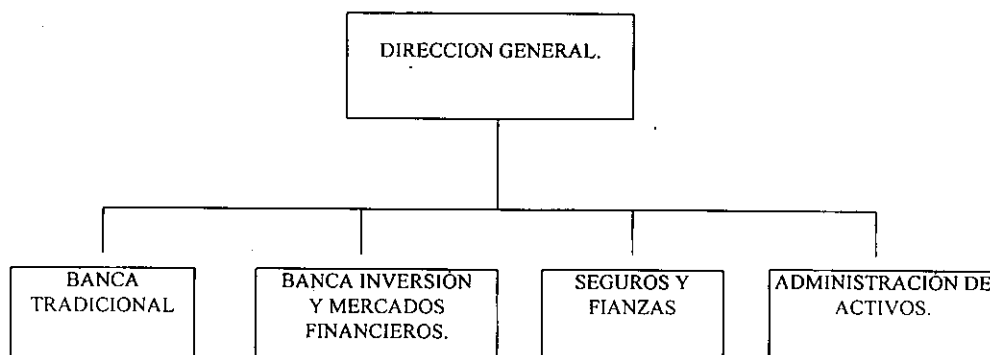 DIRECCION GENERAL.
BANCA
TRADICIONAL
BANCA INVERSIÓN
Y MERCADOS
FINANCIEROS.
SEGUROS Y
FIANZAS
ADMINISTRACIÓN DE
ACTIVOS.